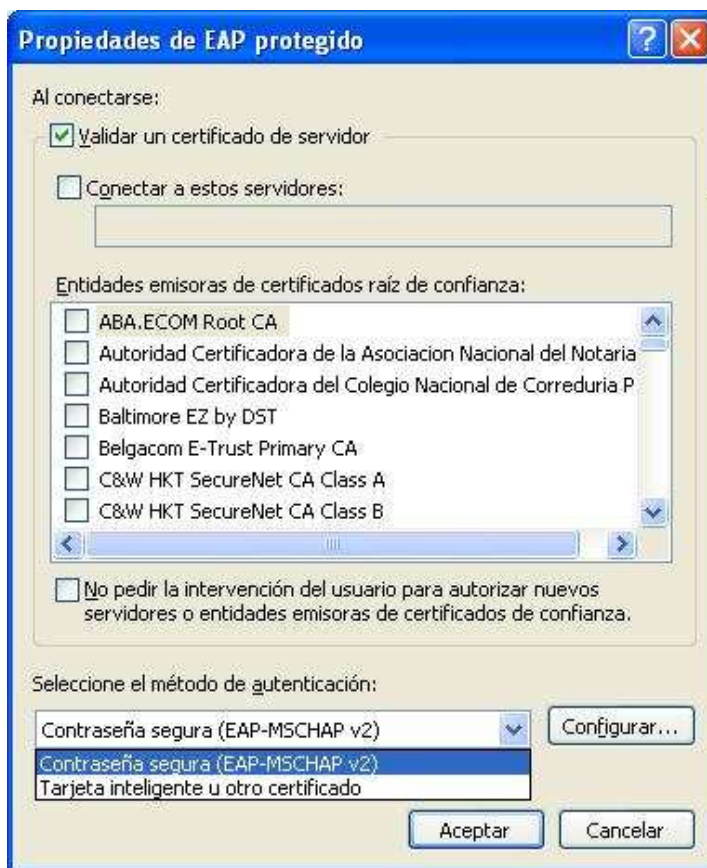 Propiedades de EAP protegido
Al conectarse:
Validar un certificado de servidor
Conectar a estos servidores:
Entidades emisoras de certificados raíz de confianza:
ABA.ECOM Root CA
Autoridad Certificadora de la Asociacion Nacional del Notaria
Autoridad Certificadora del Colegio Nacional de Correduria P
Baltimore EZ by DST
Belgacom E-Trust Primary CA
C&W HKT SecureNet CA Class A
C&W HKT SecureNet CA Class B
No pedir la intervención del usuario para autorizar nuevos
servidores o entidades emisoras de certificados de confianza.
Seleccione el método de autenticación:
Contraseña segura (EAP-MSCHAP v2)
Configurar...
Contraseña segura (EAP-MSCHAP v2)
Tarjeta inteligente u otro certificado
Aceptar
Cancelar